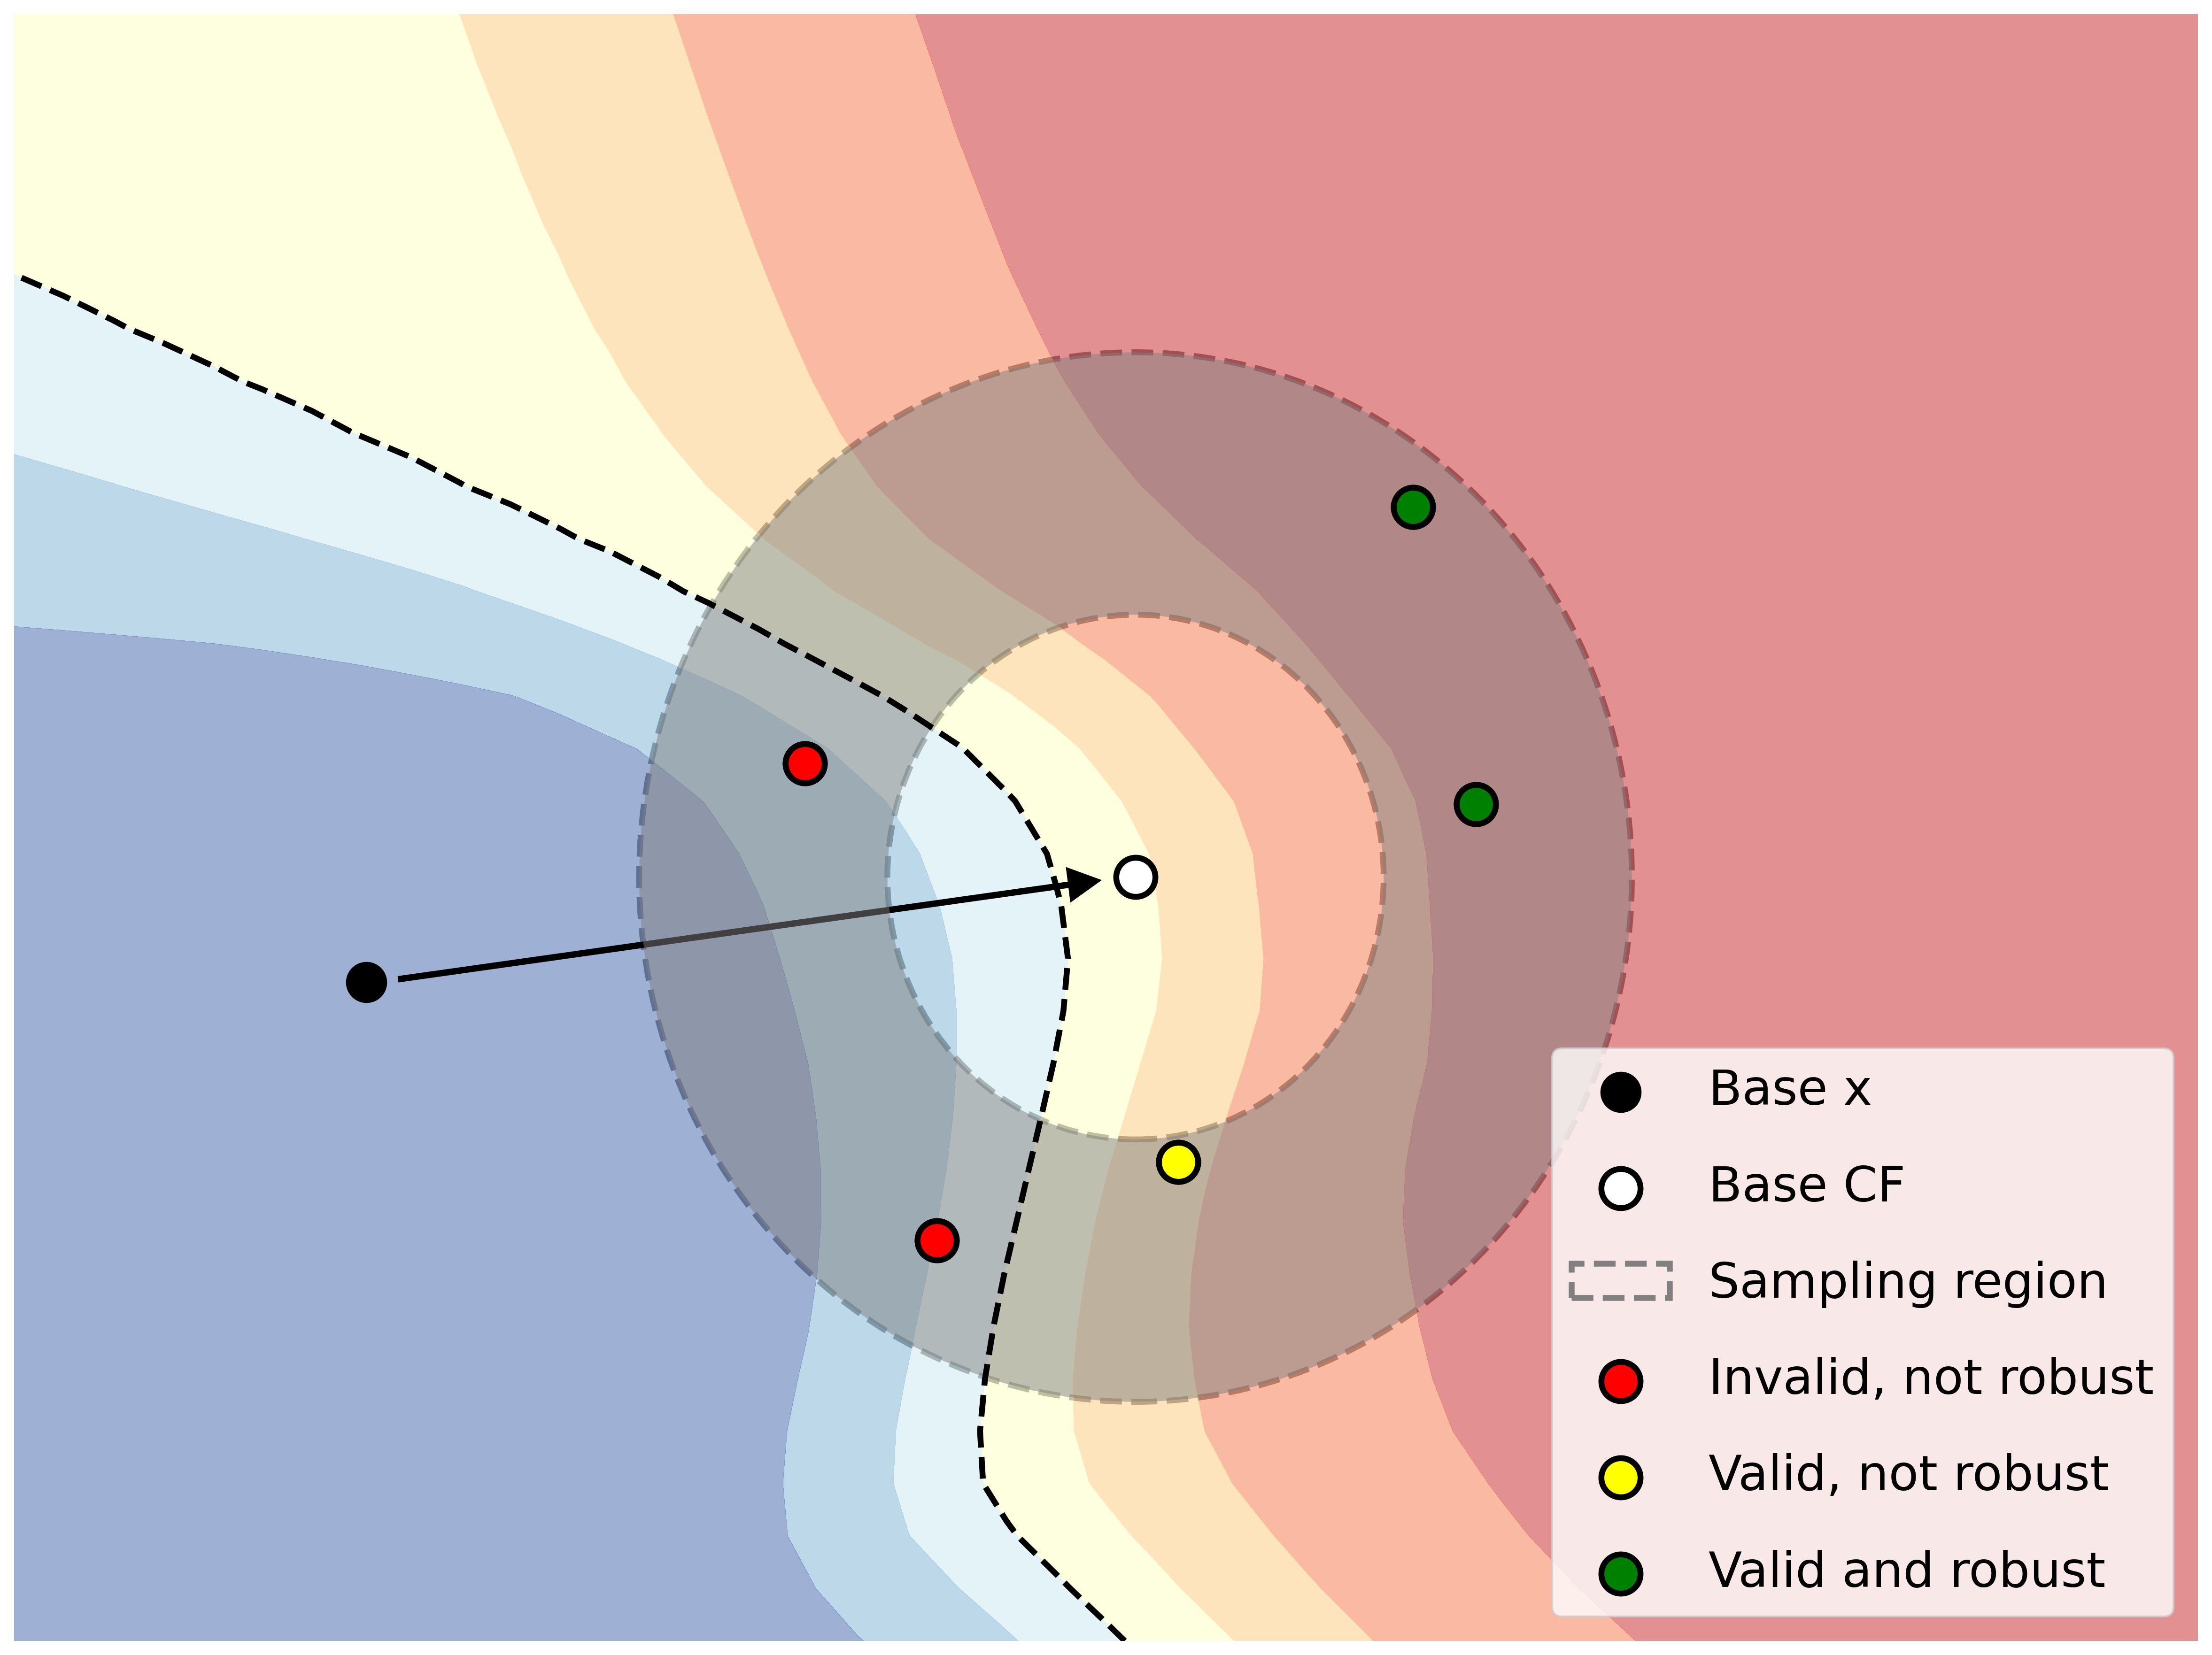 Base x
Base CF
Sampling region
Invalid, not robust
Valid, not robust
Valid and robust